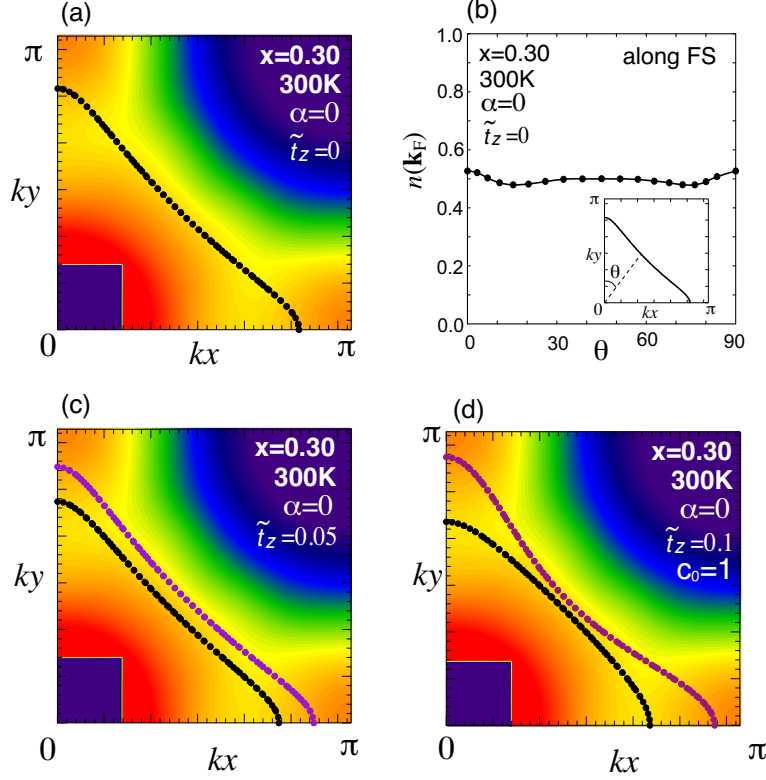 (a)
π
x=0.30
300K
α=0
t̃z=0
ky
0
kx
π
(b)
1.0
0.8
0.6
0.4
0.2
0.0
n(kF)
x=0.30
300K
α=0
t̃z=0
along FS
π
ky
θ
0
kx
π
0
30
60
90
θ
(c)
π
x=0.30
300K
α=0
t̃z=0.05
ky
0
kx
π
(d)
π
x=0.30
300K
α=0
t̃z=0.1
c₀=1
ky
0
kx
π